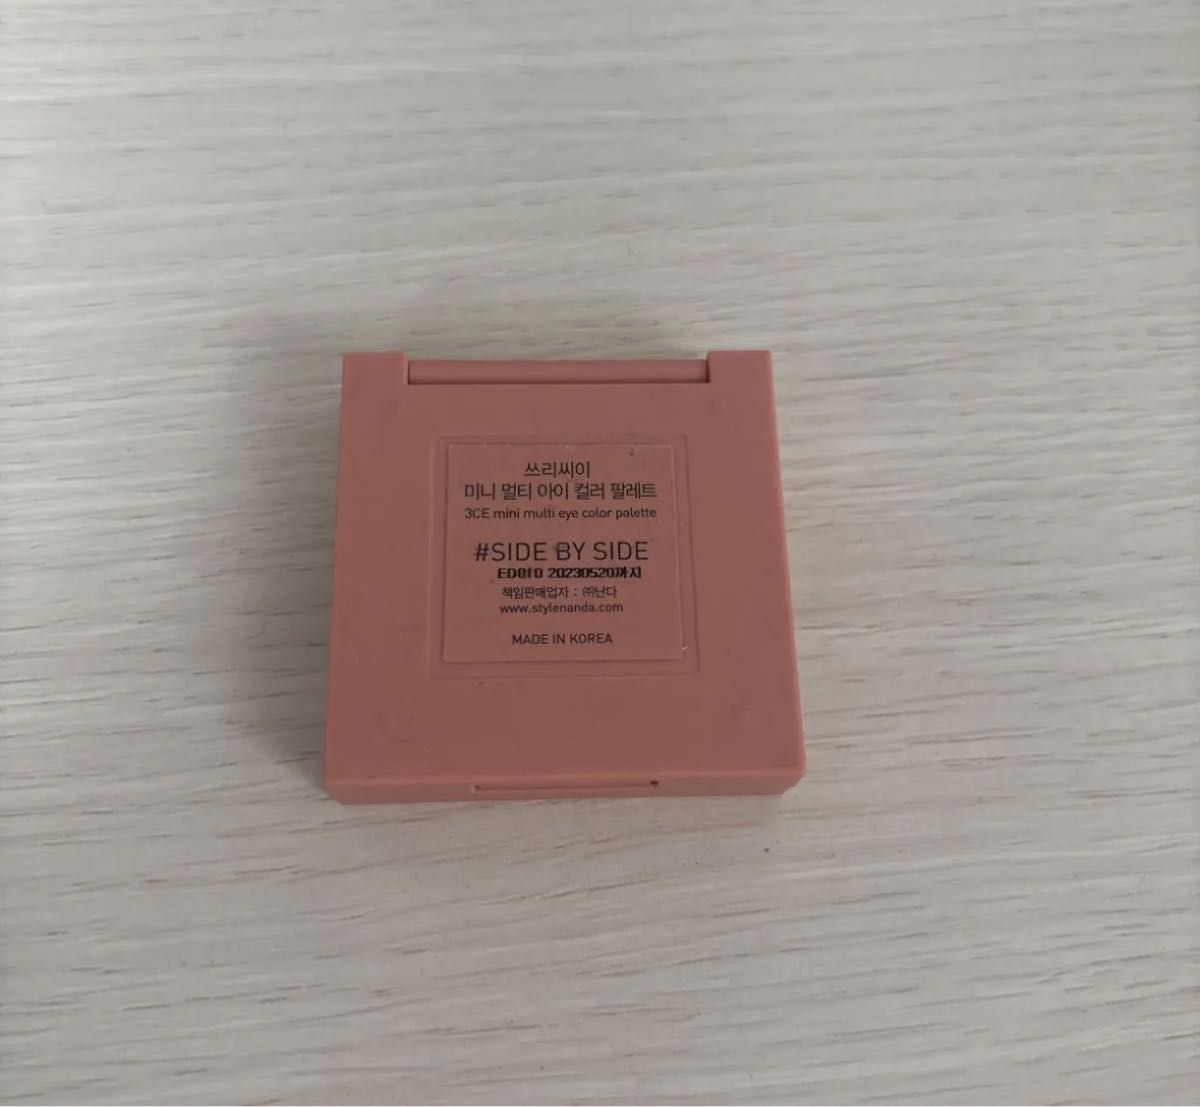 쓰리씨이
미니 멀티 아이 컬러 팔레트
3CE mini multi eye color palette
#SIDE BY SIDE
ED010 20230520까지
책임판매업자 : ㈜난다
www.stylenanda.com
MADE IN KOREA